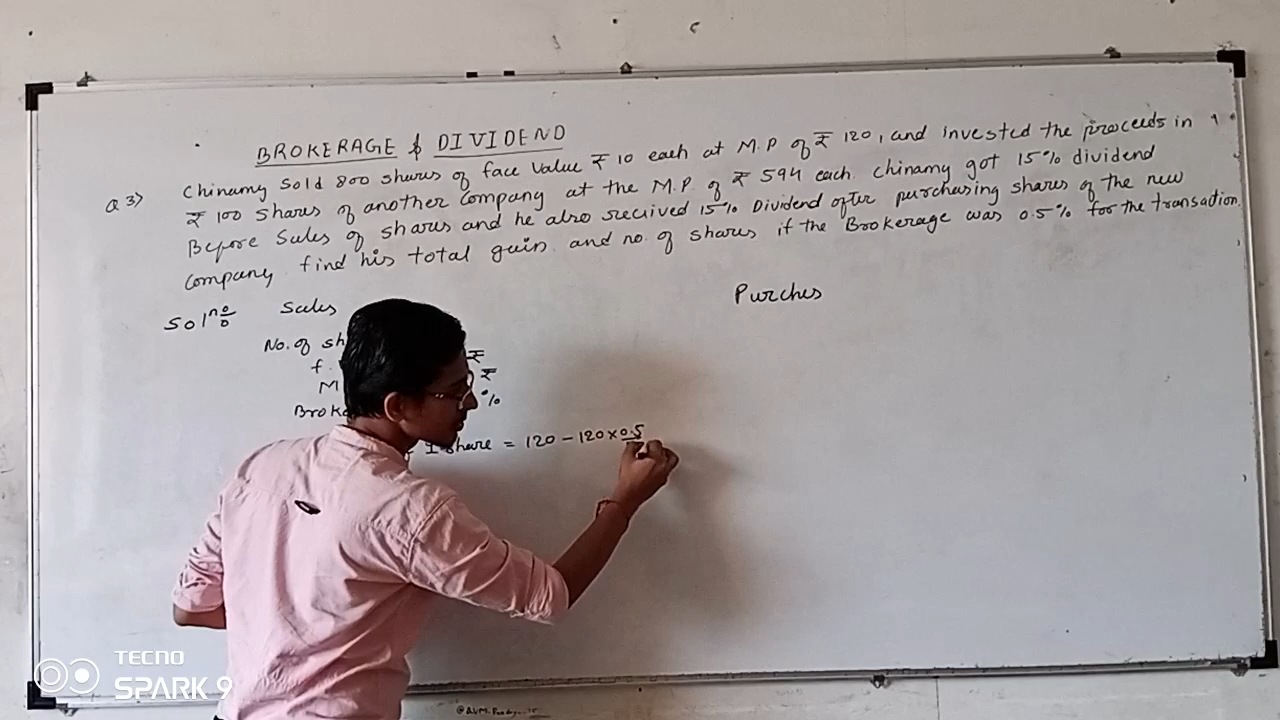 BROKERAGE & DIVIDEND
Q 3) Chinamy Sold 800 shares of face Value ₹ 10 each at M.P of ₹ 120, and invested the proceeds in
₹ 100 shares of another Company at the M.P. of ₹ 594 each. Chinamy got 15% dividend
Before Sales of shares and he also received 15% Dividend after purchasing shares of the new
Company. find his total gain and no. of shares if the Brokerage was 0.5% for the transaction.
Solⁿ Sales Purches
No. of sh
f. ₹
M ₹
Broke %
1 share = 120 - 120 × 0.5
TECNO
SPARK 9